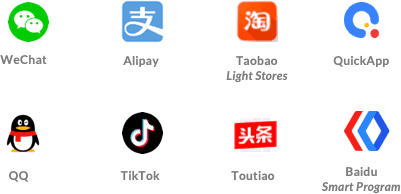 支
淘
WeChat
Alipay
Taobao
QuickApp
Light Stores
头条
QQ
TikTok
Toutiao
Baidu
Smart Program